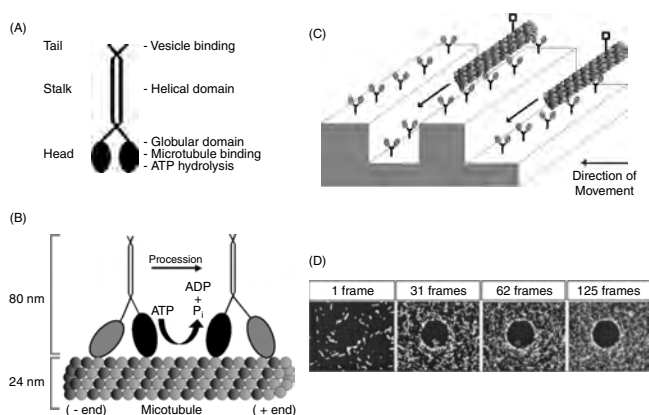 (A)
Tail
- Vesicle binding
Stalk
- Helical domain
Head
- Globular domain
- Microtubule binding
- ATP hydrolysis
(B)
Procession
ADP
+
Pi
ATP
80 nm
24 nm
( - end)
Micotubule
( + end)
(C)
Direction of
Movement
(D)
1 frame
31 frames
62 frames
125 frames